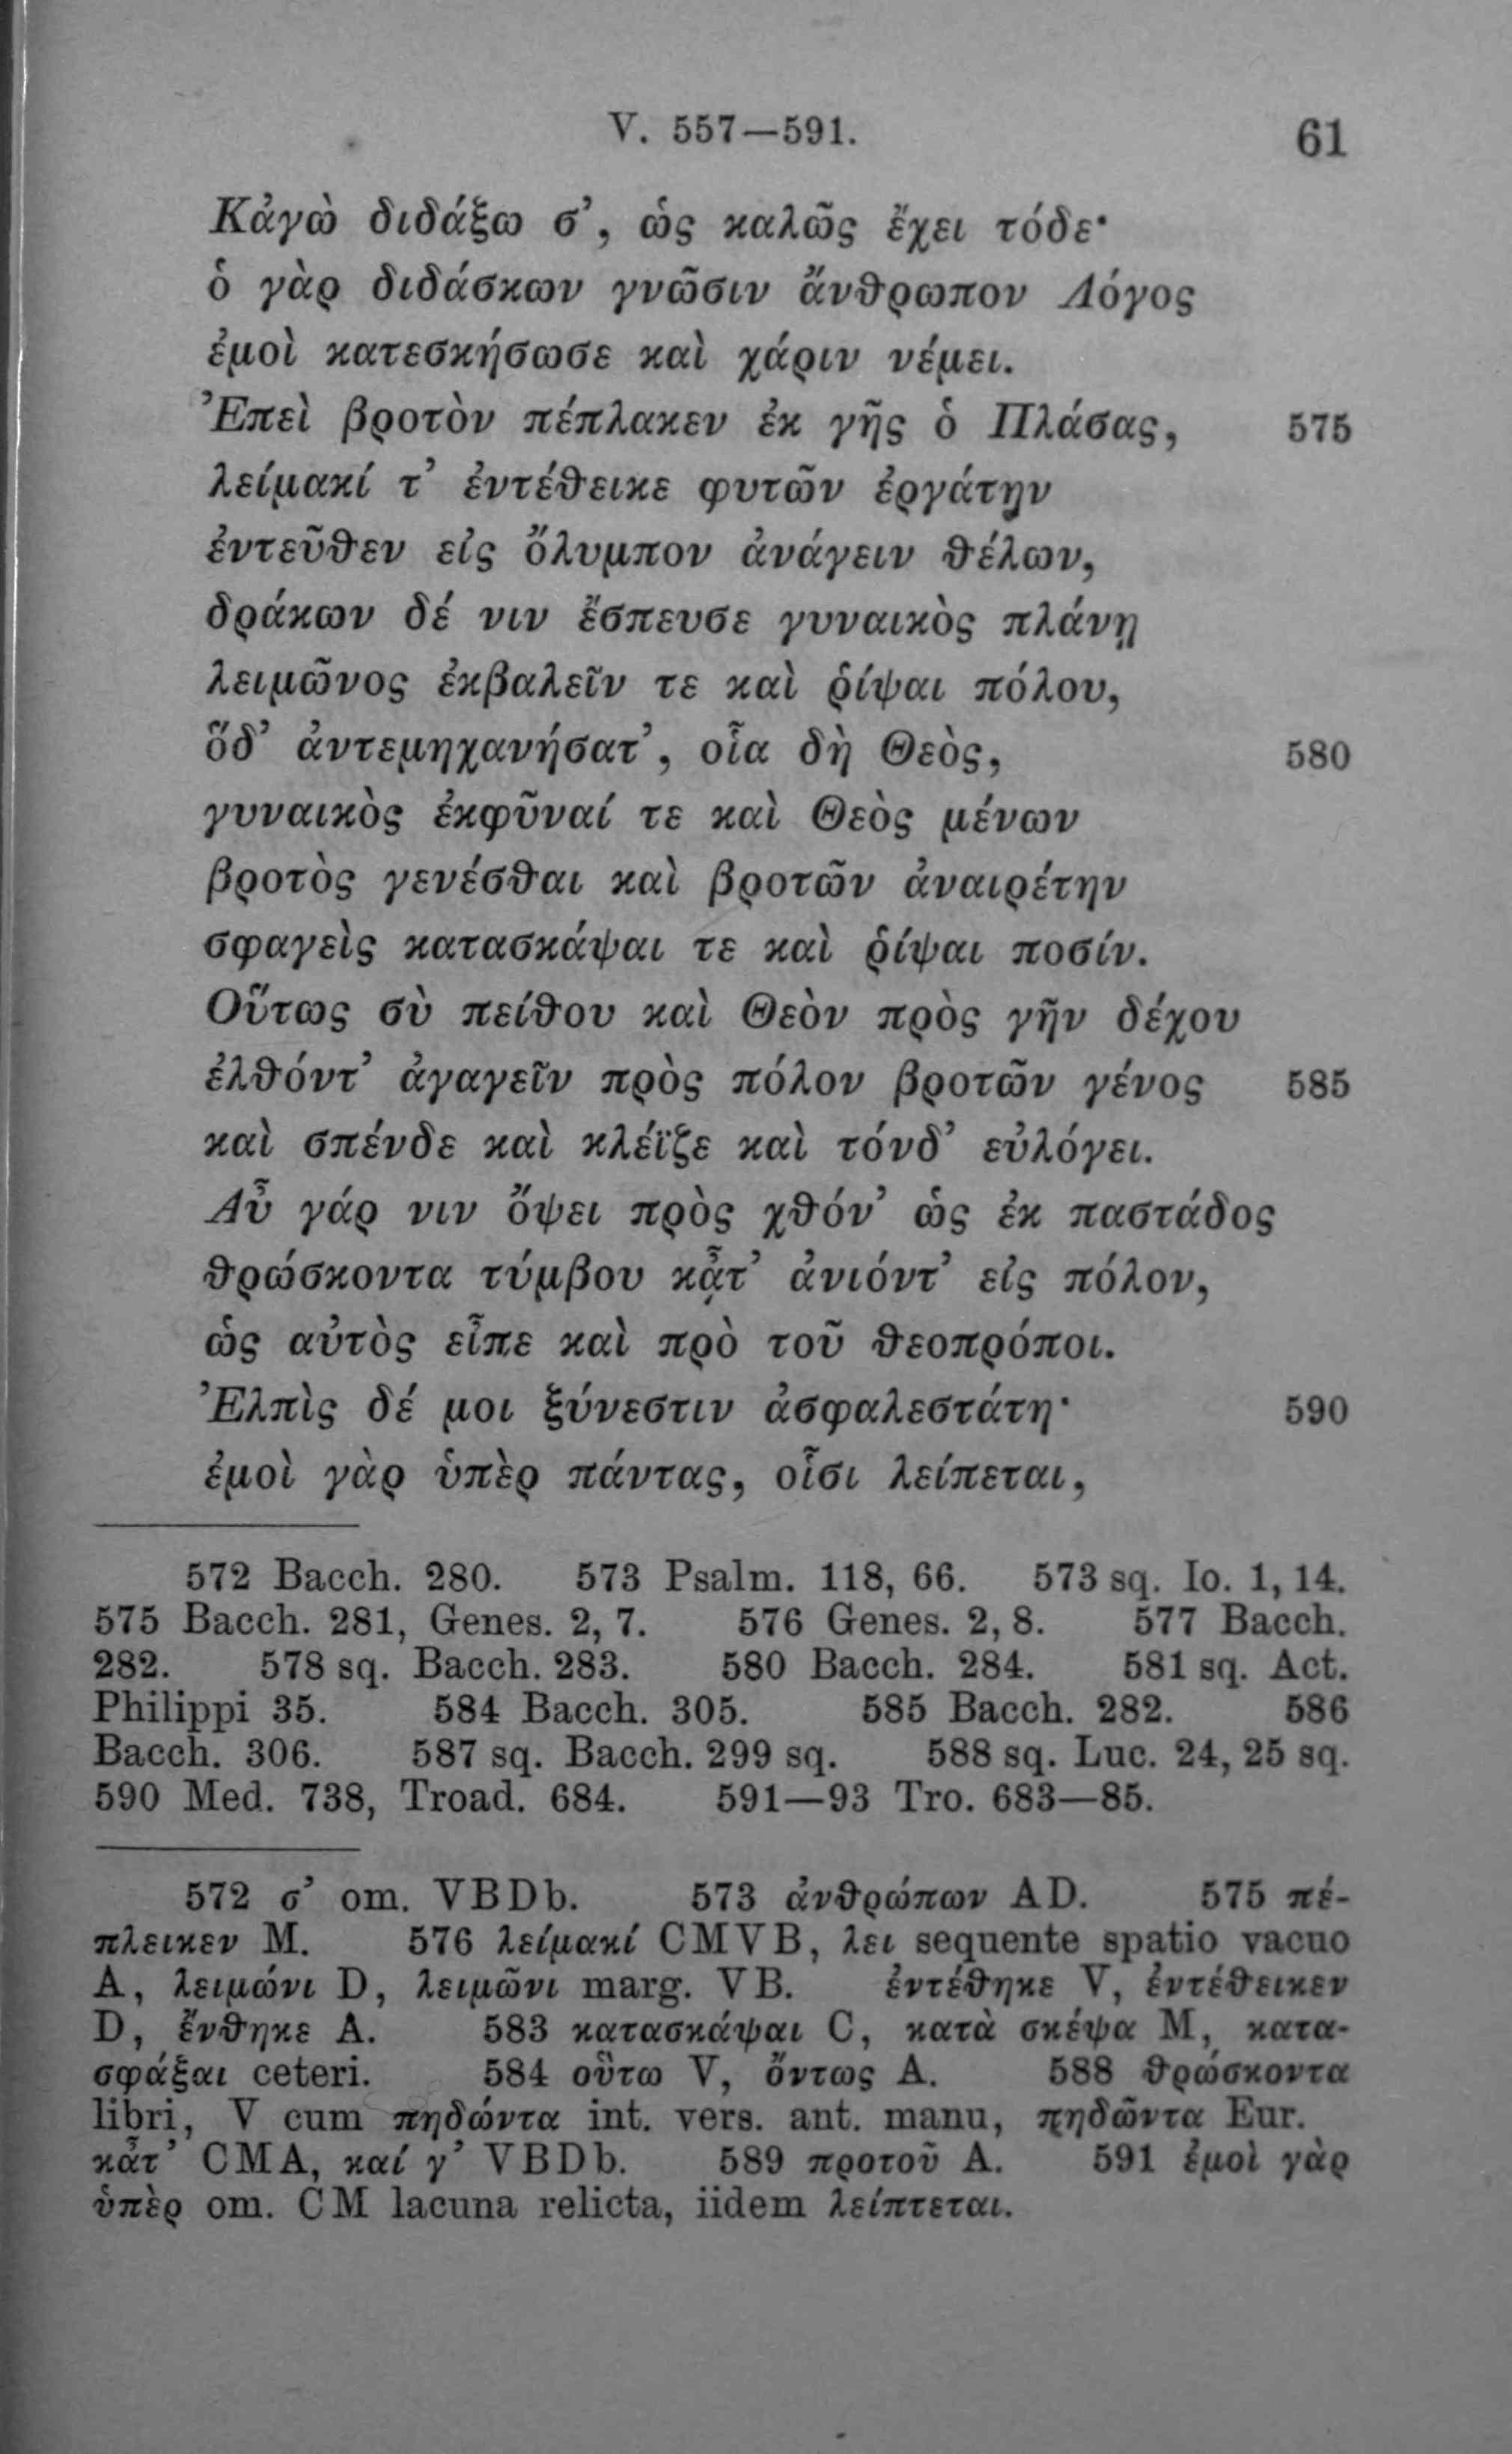 V. 557—591.
61
Κἀγὼ διδάξω σ’, ὡς καλῶς ἔχει τόδε·
ὁ γὰρ διδάσκων γνῶσιν ἄνθρωπον Λόγος
ἐμοὶ κατεσκήσωσε καὶ χάριν νέμει.
Ἐπεὶ βροτὸν πέπλακεν ἐκ γῆς ὁ Πλάσας, 575
λείμακί τ’ ἐντέθεικε φυτῶν ἐργάτην
ἐντεῦθεν εἰς ὄλυμπον ἀνάγειν θέλων,
δράκων δέ νιν ἔσπευσε γυναικὸς πλάνῃ
λειμῶνος ἐκβαλεῖν τε καὶ ῥίψαι πόλου,
ὅδ’ ἀντεμηχανήσατ’, οἷα δὴ Θεὸς, 580
γυναικὸς ἐκφῦναί τε καὶ Θεὸς μένων
βροτὸς γενέσθαι καὶ βροτῶν ἀναιρέτην
σφαγεὶς κατασκάψαι τε καὶ ῥίψαι ποσίν.
Οὕτως σὺ πείθου καὶ Θεὸν πρὸς γῆν δέχου
ἐλθόντ’ ἀγαγεῖν πρὸς πόλον βροτῶν γένος 585
καὶ σπένδε καὶ κλέϊζε καὶ τόνδ’ εὐλόγει.
Αὖ γάρ νιν ὄψει πρὸς χθόν’ ὡς ἐκ παστάδος
θρώσκοντα τύμβου κᾆτ’ ἀνιόντ’ εἰς πόλον,
ὡς αὐτὸς εἶπε καὶ πρὸ τοῦ θεοπρόποι.
Ἐλπὶς δέ μοι ξύνεστιν ἀσφαλεστάτη· 590
ἐμοὶ γὰρ ὑπὲρ πάντας, οἷσι λείπεται,
572 Bacch. 280. 573 Psalm. 118, 66. 573 sq. Io. 1, 14.
575 Bacch. 281, Genes. 2, 7. 576 Genes. 2, 8. 577 Bacch.
282. 578 sq. Bacch. 283. 580 Bacch. 284. 581 sq. Act.
Philippi 35. 584 Bacch. 305. 585 Bacch. 282. 586
Bacch. 306. 587 sq. Bacch. 299 sq. 588 sq. Luc. 24, 25 sq.
590 Med. 738, Troad. 684. 591—93 Tro. 683—85.
572 σ’ om. VBDb. 573 ἀνθρώπων AD. 575 πέ-
πλεικεν M. 576 λείμακί CMVB, λει sequente spatio vacuo
A, λειμώνι D, λειμῶνι marg. VB. ἐντέθηκε V, ἐντέθεικεν
D, ἔνθηκε A. 583 κατασκάψαι C, κατὰ σκέψα M, κατα-
σφάξαι ceteri. 584 οὕτω V, ὄντως A. 588 θρώσκοντα
libri, V cum πηδώντα int. vers. ant. manu, πηδῶντα Eur.
κᾆτ’ CMA, καί γ’ VBDb. 589 προτοῦ A. 591 ἐμοὶ γὰρ
ὑπὲρ om. CM lacuna relicta, iidem λείπτεται.